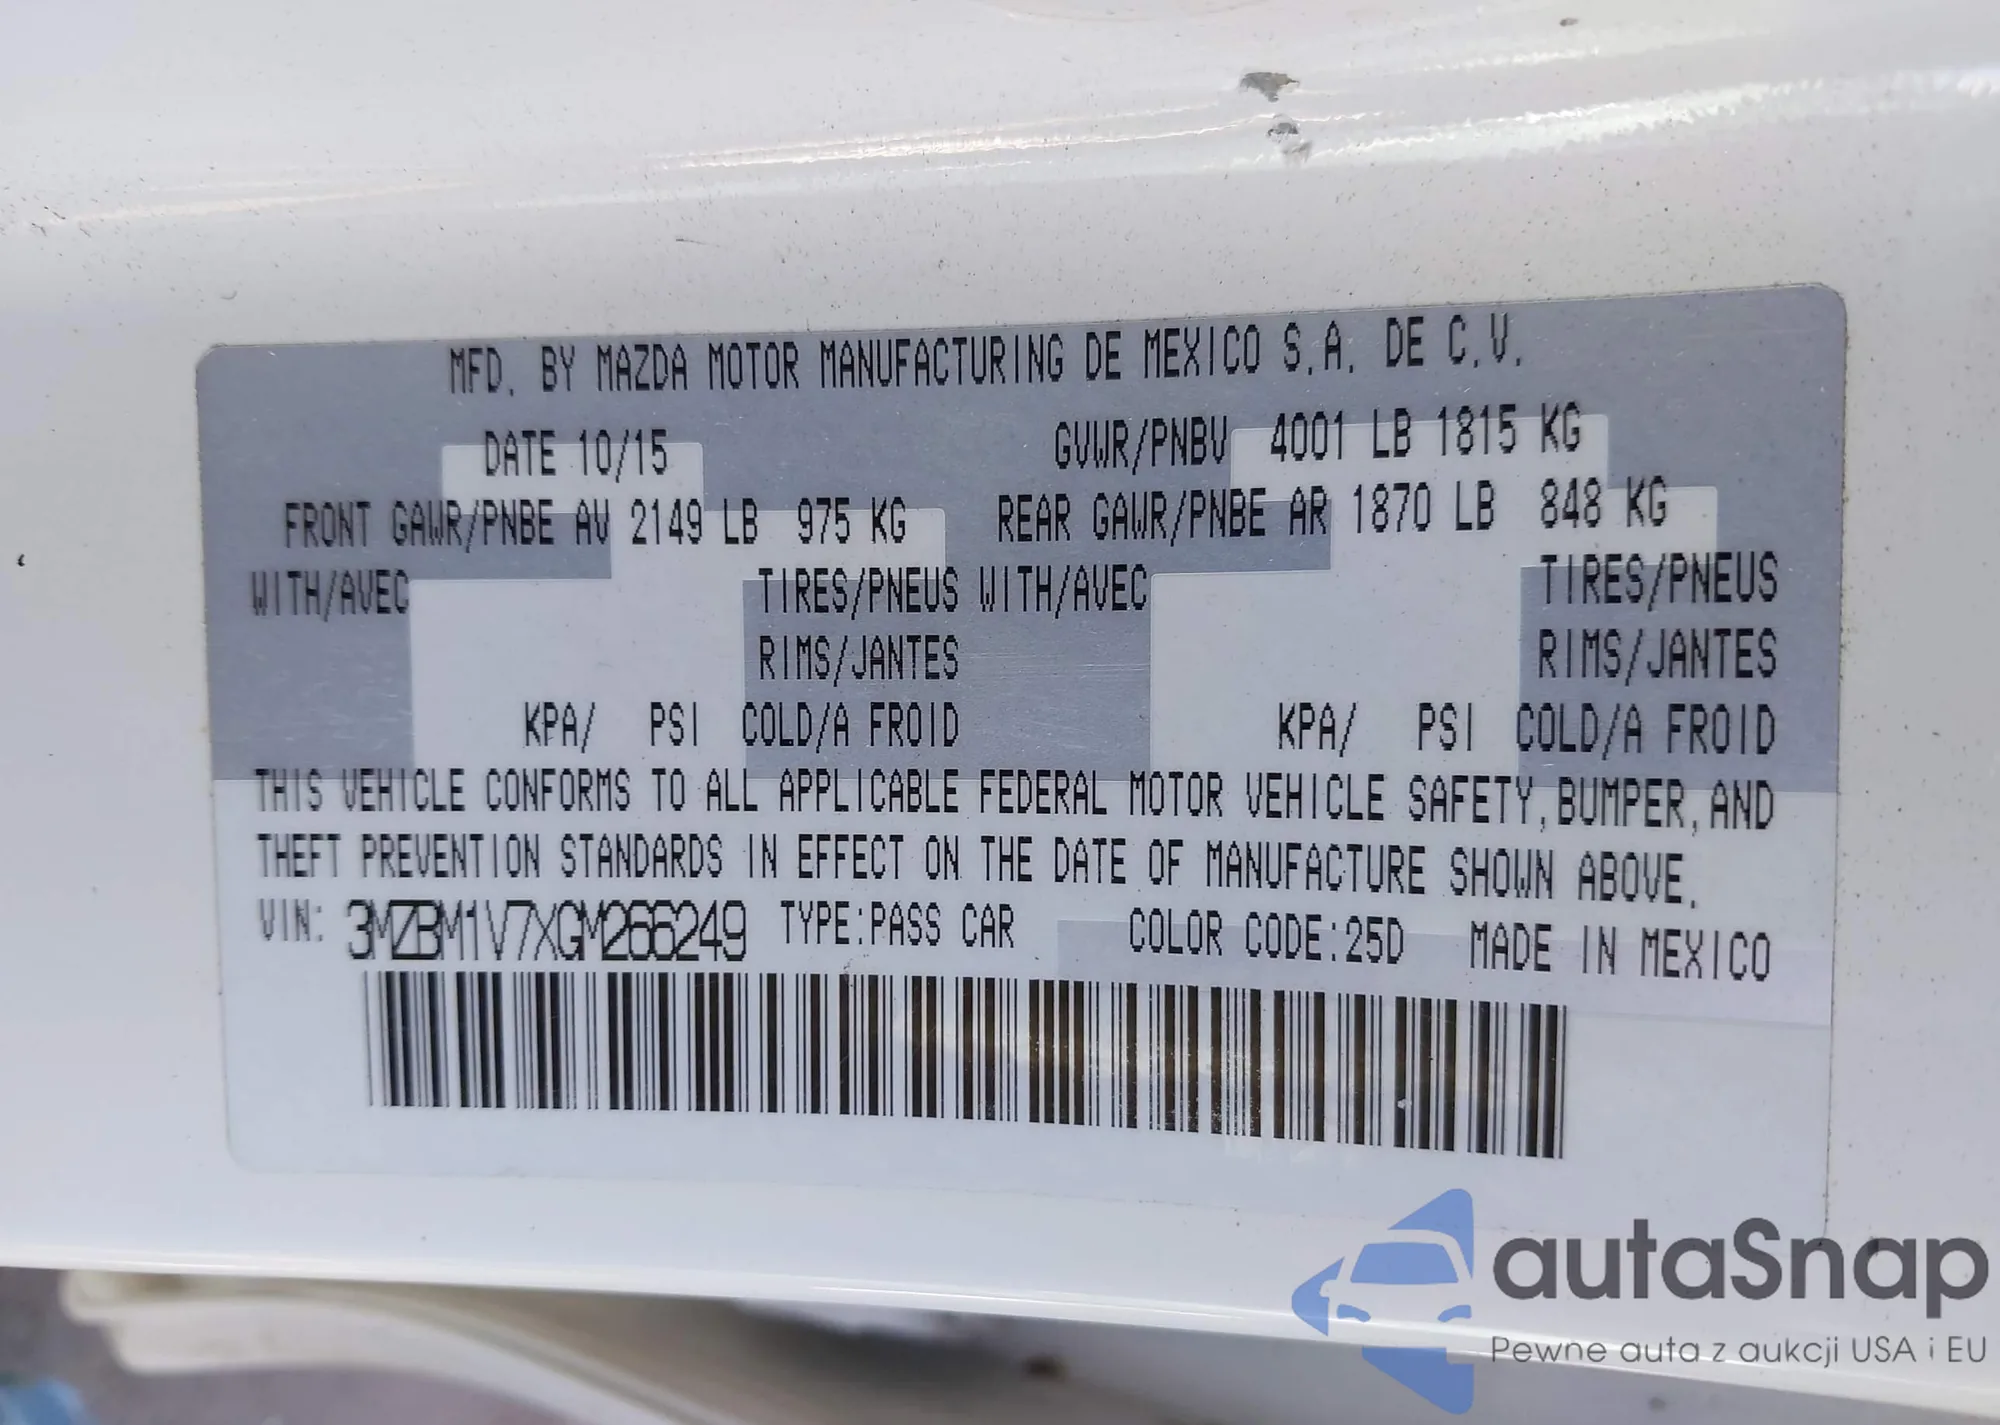 MFD. BY MAZDA MOTOR MANUFACTURING DE MEXICO S.A. DE C.V.
DATE 10/15 GVWR/PNBV 4001 LB 1815 KG
FRONT GAWR/PNBE AV 2149 LB 975 KG REAR GAWR/PNBE AR 1870 LB 848 KG
WITH/AVEC TIRES/PNEUS WITH/AVEC TIRES/PNEUS
RIMS/JANTES RIMS/JANTES
KPA/ PSI COLD/A FROID KPA/ PSI COLD/A FROID
THIS VEHICLE CONFORMS TO ALL APPLICABLE FEDERAL MOTOR VEHICLE SAFETY, BUMPER, AND
THEFT PREVENTION STANDARDS IN EFFECT ON THE DATE OF MANUFACTURE SHOWN ABOVE.
VIN: 3MZBM1V7XGM266249 TYPE:PASS CAR COLOR CODE:25D MADE IN MEXICO
autaSnap
Pewne auta z aukcji USA i EU